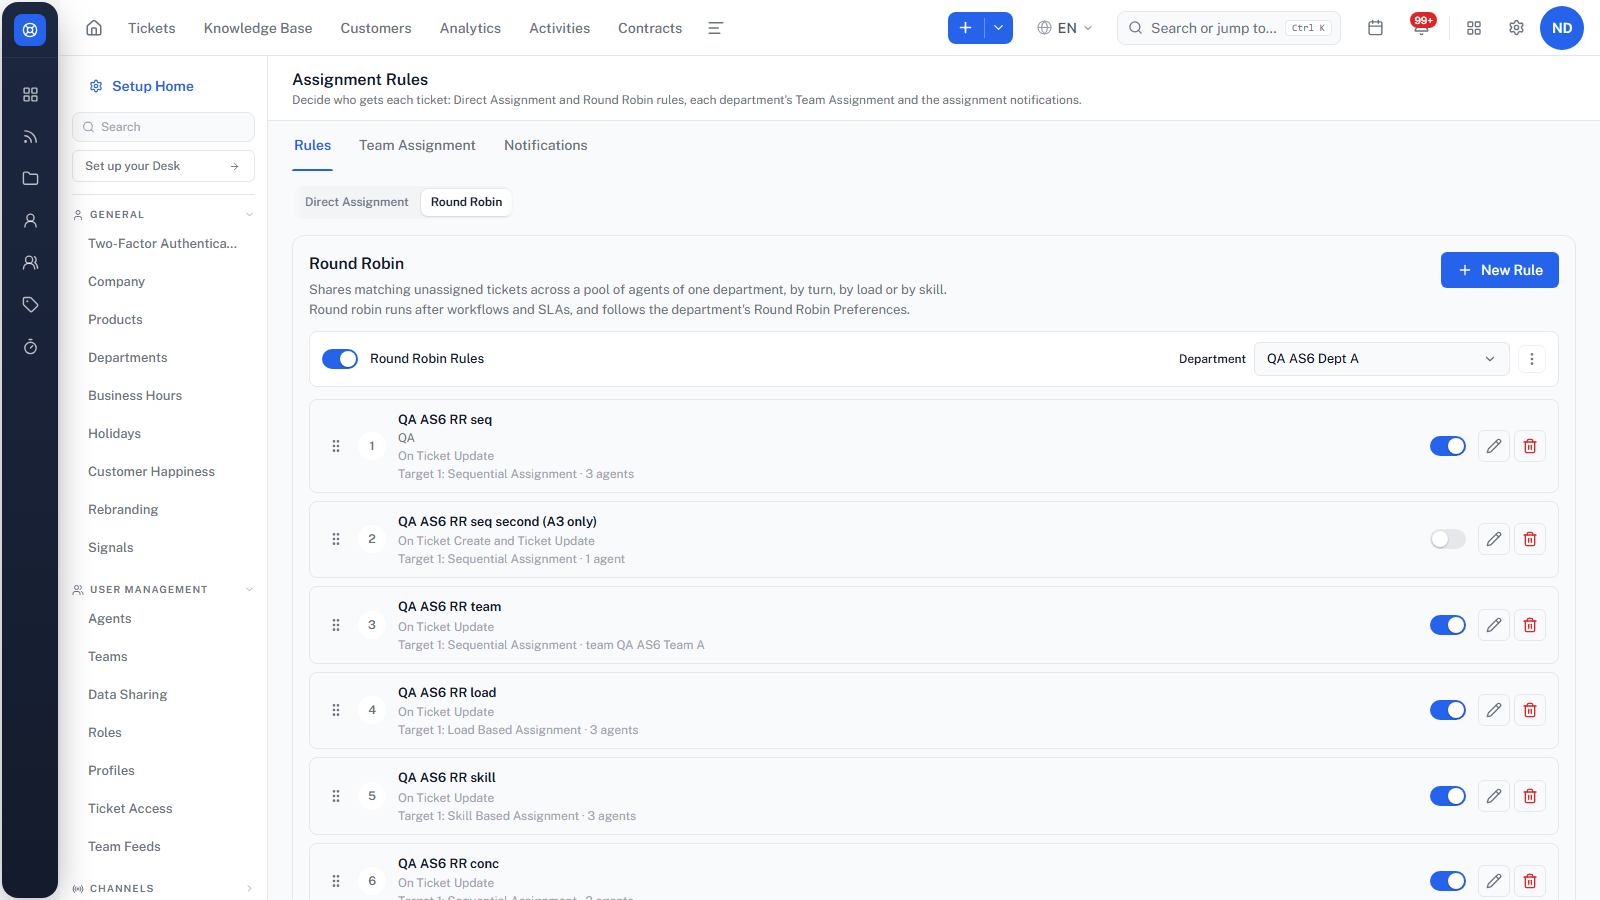 Tickets
Knowledge Base
Customers
Analytics
Activities
Contracts
EN
Search or jump to...
Ctrl K
99+
ND
Setup Home
Search
Set up your Desk
GENERAL
Two-Factor Authentica...
Company
Products
Departments
Business Hours
Holidays
Customer Happiness
Rebranding
Signals
USER MANAGEMENT
Agents
Teams
Data Sharing
Roles
Profiles
Ticket Access
Team Feeds
CHANNELS
Assignment Rules
Decide who gets each ticket: Direct Assignment and Round Robin rules, each department's Team Assignment and the assignment notifications.
Rules
Team Assignment
Notifications
Direct Assignment
Round Robin
Round Robin
Shares matching unassigned tickets across a pool of agents of one department, by turn, by load or by skill.
Round robin runs after workflows and SLAs, and follows the department's Round Robin Preferences.
New Rule
Round Robin Rules
Department
QA AS6 Dept A
1
QA AS6 RR seq
QA
On Ticket Update
Target 1: Sequential Assignment · 3 agents
2
QA AS6 RR seq second (A3 only)
On Ticket Create and Ticket Update
Target 1: Sequential Assignment · 1 agent
3
QA AS6 RR team
On Ticket Update
Target 1: Sequential Assignment · team QA AS6 Team A
4
QA AS6 RR load
On Ticket Update
Target 1: Load Based Assignment · 3 agents
5
QA AS6 RR skill
On Ticket Update
Target 1: Skill Based Assignment · 3 agents
6
QA AS6 RR conc
On Ticket Update
Target 1: Sequential Assignment · 3 agents